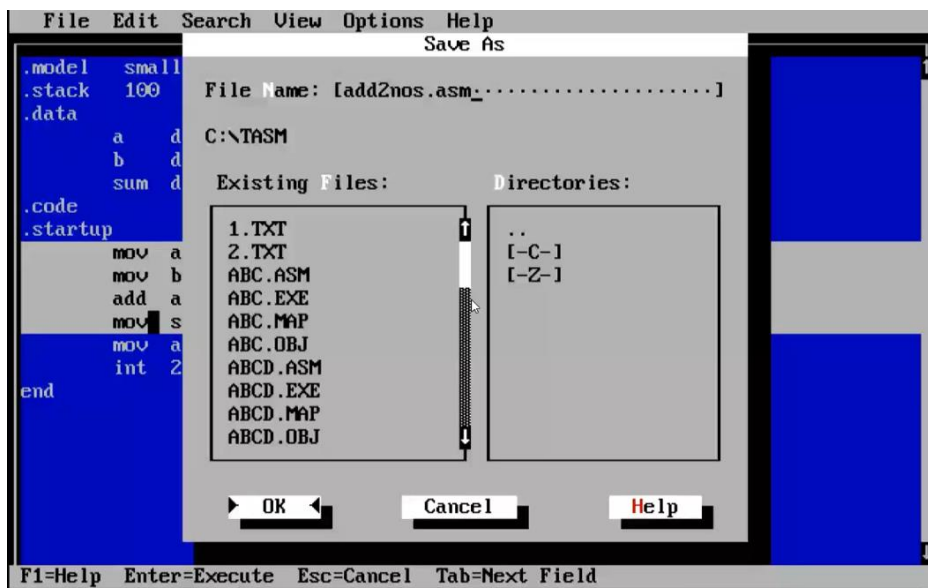 File Edit Search View Options Help
Save As
.model small
.stack 100
.data
a d
b d
sum d
.code
.startup
mov a
mov b
add a
mov s
mov a
int 2
end
File Name: [add2nos.asm_·····················]
C:\TASM
Existing Files:
1.TXT
2.TXT
ABC.ASM
ABC.EXE
ABC.MAP
ABC.OBJ
ABCD.ASM
ABCD.EXE
ABCD.MAP
ABCD.OBJ
Directories:
..
[-C-]
[-Z-]
OK Cancel Help
F1=Help Enter=Execute Esc=Cancel Tab=Next Field